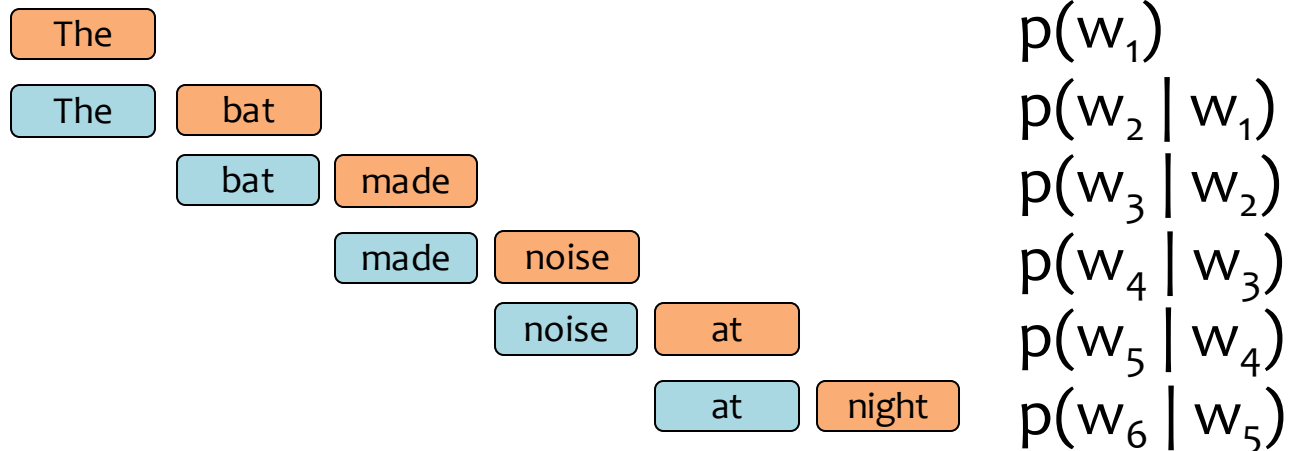 The p(w₁)
The bat p(w₂ | w₁)
bat made p(w₃ | w₂)
made noise p(w₄ | w₃)
noise at p(w₅ | w₄)
at night p(w₆ | w₅)